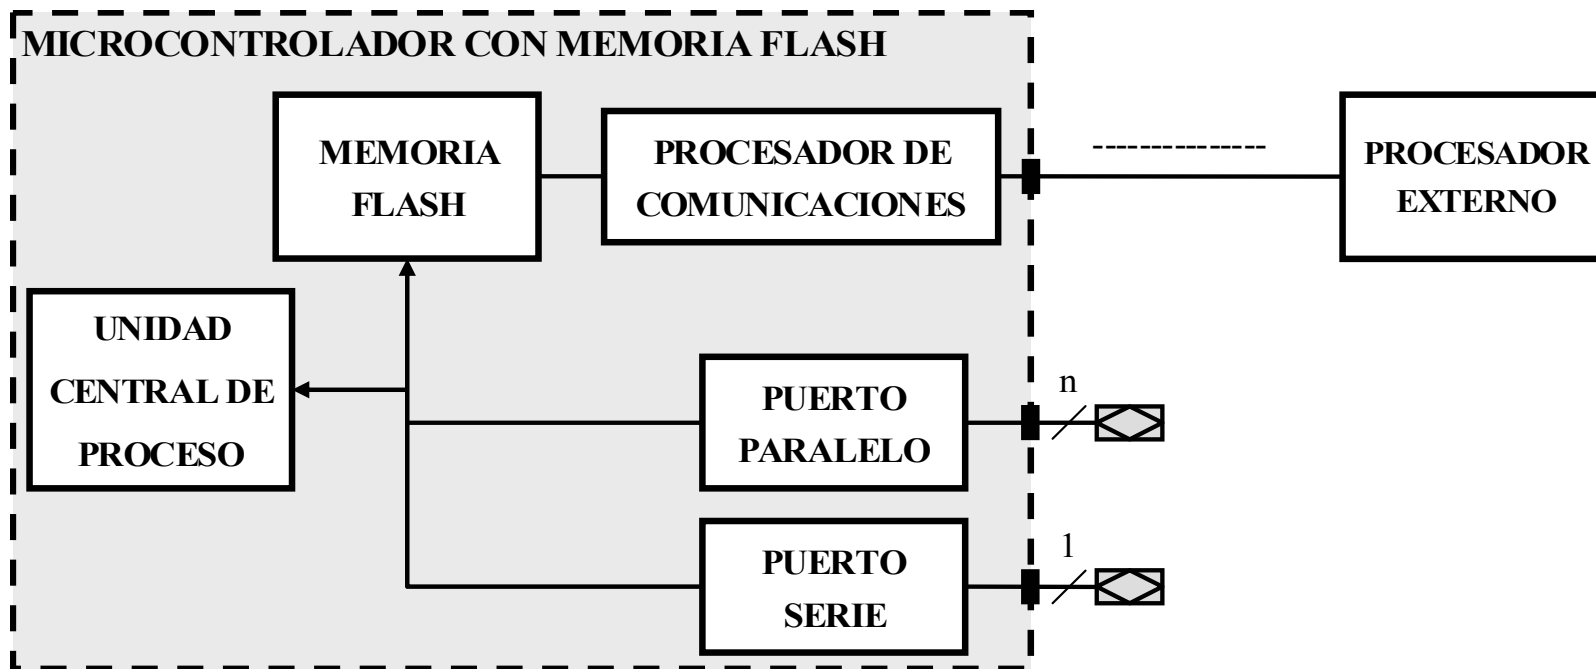 MICROCONTROLADOR CON MEMORIA FLASH
MEMORIA
FLASH
PROCESADOR DE
COMUNICACIONES
PROCESADOR
EXTERNO
UNIDAD
CENTRAL DE
PROCESO
PUERTO
PARALELO
n
PUERTO
SERIE
1